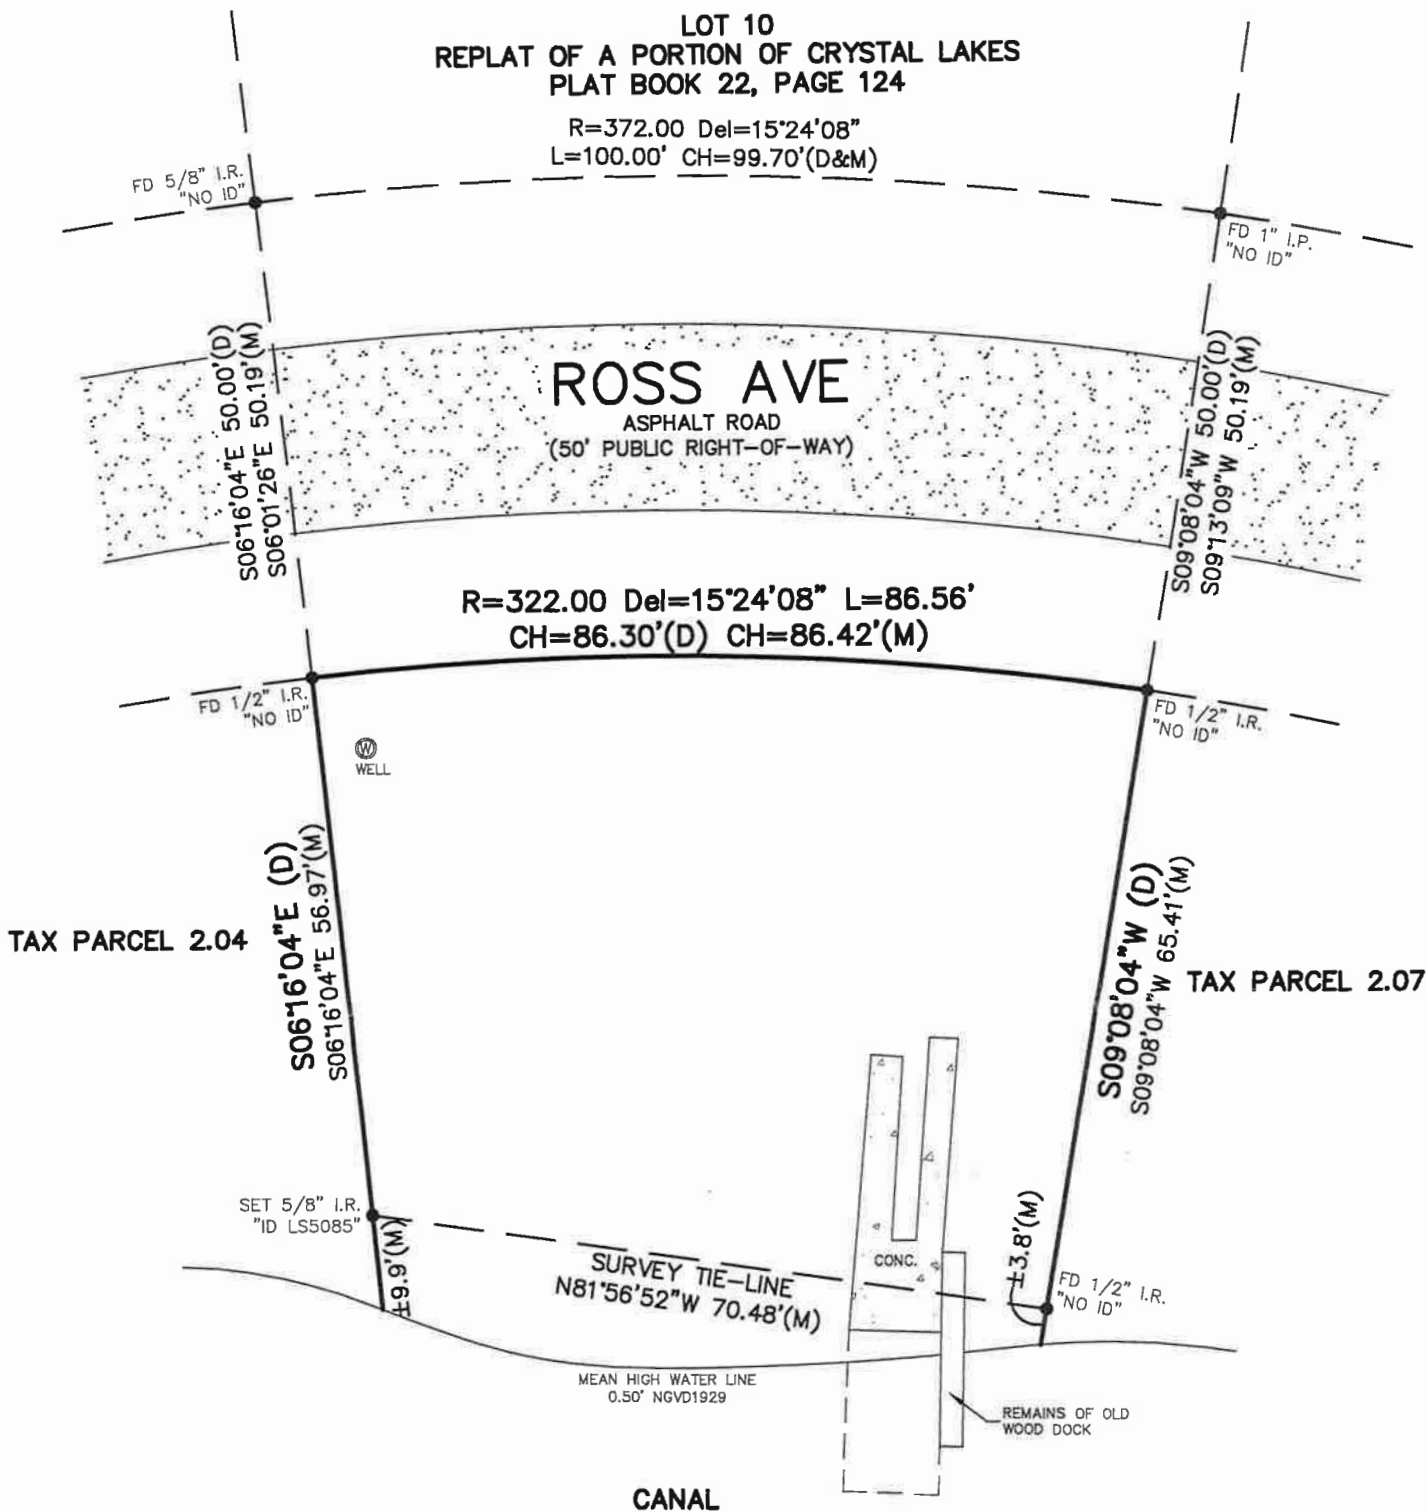 LOT 10
REPLAT OF A PORTION OF CRYSTAL LAKES
PLAT BOOK 22, PAGE 124
R=372.00 Del=15°24'08"
L=100.00' CH=99.70'(D&M)
FD 5/8" I.R.
"NO ID"
FD 1" I.P.
"NO ID"
S06°16'04"E 50.00'(D)
S06°01'26"E 50.19'(M)
ROSS AVE
ASPHALT ROAD
(50' PUBLIC RIGHT-OF-WAY)
S09°08'04"W 50.00'(D)
S09°13'09"W 50.19'(M)
R=322.00 Del=15°24'08" L=86.56'
CH=86.30'(D) CH=86.42'(M)
FD 1/2" I.R.
"NO ID"
FD 1/2" I.R.
"NO ID"
W
WELL
S06°16'04"E (D)
S06°16'04"E 56.97'(M)
TAX PARCEL 2.04
S09°08'04"W (D)
S09°08'04"W 65.41'(M)
TAX PARCEL 2.07
SET 5/8" I.R.
"ID LS5085"
±9.9'(M)
SURVEY TIE-LINE
N81°56'52"W 70.48'(M)
CONC.
±3.8'(M)
FD 1/2" I.R.
"NO ID"
MEAN HIGH WATER LINE
0.50' NGVD1929
REMAINS OF OLD
WOOD DOCK
CANAL